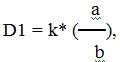 D1 = k* (a/b),